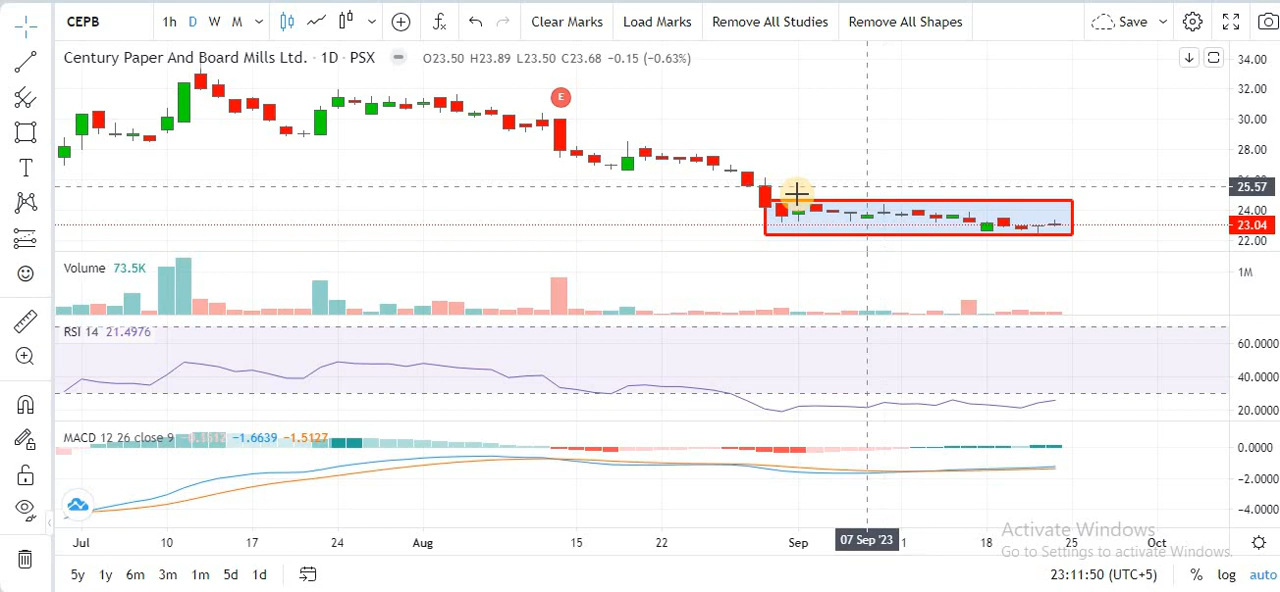 CEPB 1h D W M Clear Marks Load Marks Remove All Studies Remove All Shapes Save
Century Paper And Board Mills Ltd. · 1D · PSX O23.50 H23.89 L23.50 C23.68 −0.15 (−0.63%)
E
34.00
32.00
30.00
28.00
25.57
24.00
23.04
22.00
Volume 73.5K
1M
RSI 14 21.4976
60.0000
40.0000
20.0000
MACD 12 26 close 9 −1.6639 −1.5127
0.0000
−2.0000
−4.0000
Jul 10 17 24 Aug 15 22 Sep 07 Sep '23 18 25 Oct
Activate Windows
Go to Settings to activate Windows.
5y 1y 6m 3m 1m 5d 1d 23:11:50 (UTC+5) % log auto